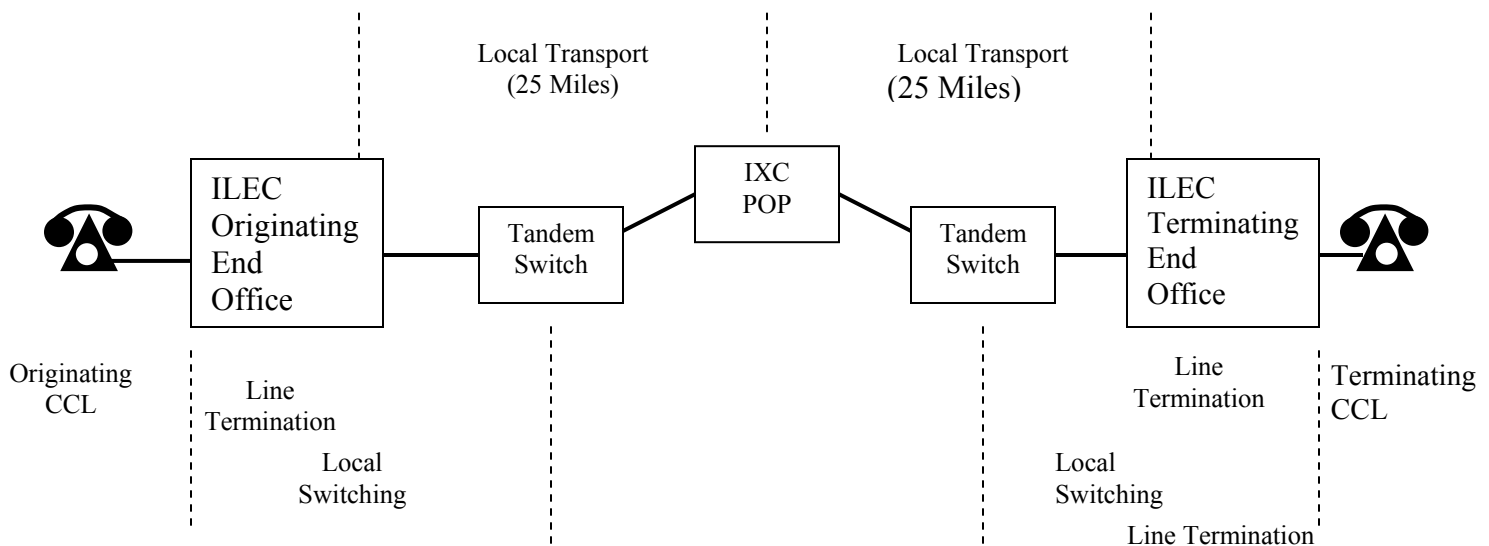 Local Transport
(25 Miles)
Local Transport
(25 Miles)
ILEC
Originating
End
Office
Tandem
Switch
IXC
POP
Tandem
Switch
ILEC
Terminating
End
Office
Originating
CCL
Line
Termination
Local
Switching
Line
Termination
Terminating
CCL
Local
Switching
Line Termination